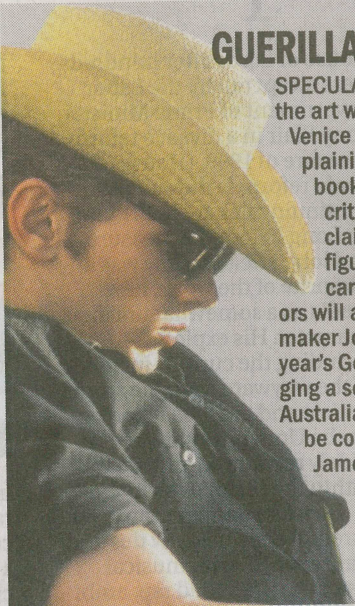 GUERILLA
SPECULA
the art w
Venice
plaini
book
crit
clai
figu
car
ors will a
maker Jo
year's Go
ging a se
Australia
be co
Jame